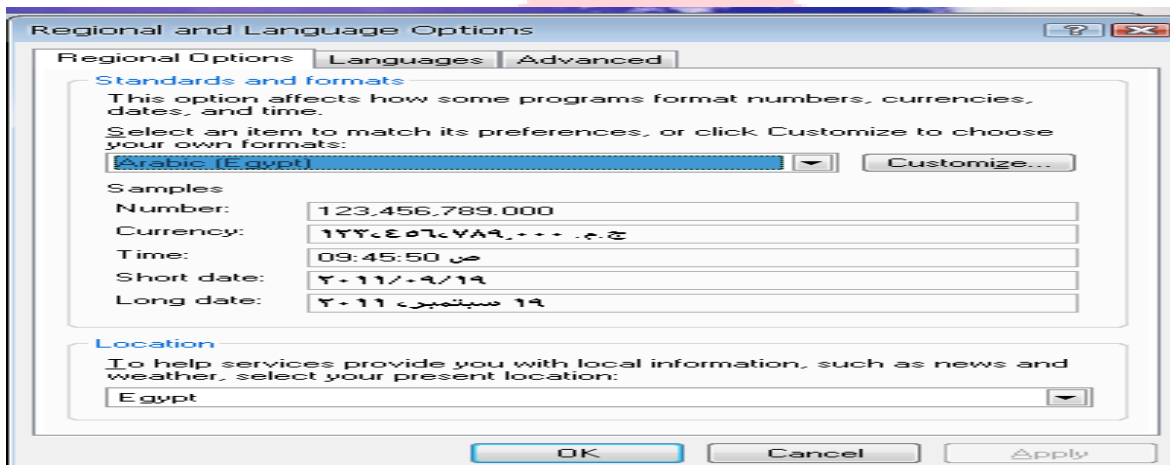 Regional and Language Options
Regional Options Languages Advanced
Standards and formats
This option affects how some programs format numbers, currencies,
dates, and time.
Select an item to match its preferences, or click Customize to choose
your own formats:
Arabic (Egypt) Customize...
Samples
Number: 123,456,789.000
Currency: ج.م. ١٢٣،٤٥٦،٧٨٩,٠٠٠
Time: 09:45:50 ص
Short date: ٢٠١١/٠٩/١٩
Long date: ١٩ سبتمبر، ٢٠١١
Location
To help services provide you with local information, such as news and
weather, select your present location:
Egypt
OK Cancel Apply